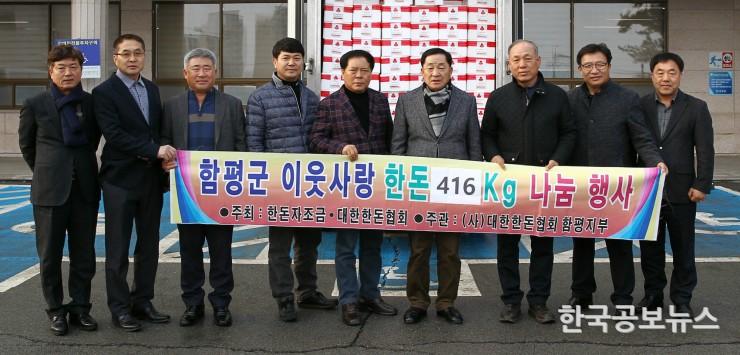 함평군 이웃사랑 한돈 416 Kg 나눔 행사
●주최 : 한돈자조금·대한한돈협회 ●주관 : (사)대한한돈협회 함평지부
한국공보뉴스